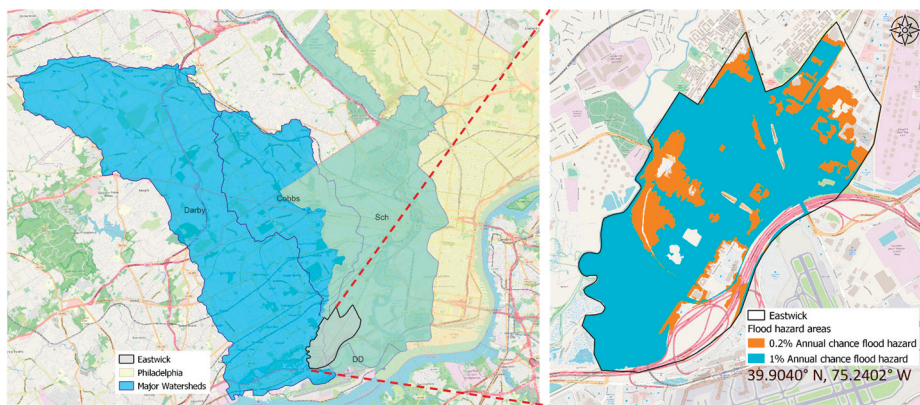 Darby
Cobbs
Sch
DD
Eastwick
Philadelphia
Major Watersheds
Eastwick
Flood hazard areas
0.2% Annual chance flood hazard
1% Annual chance flood hazard
39.9040° N, 75.2402° W